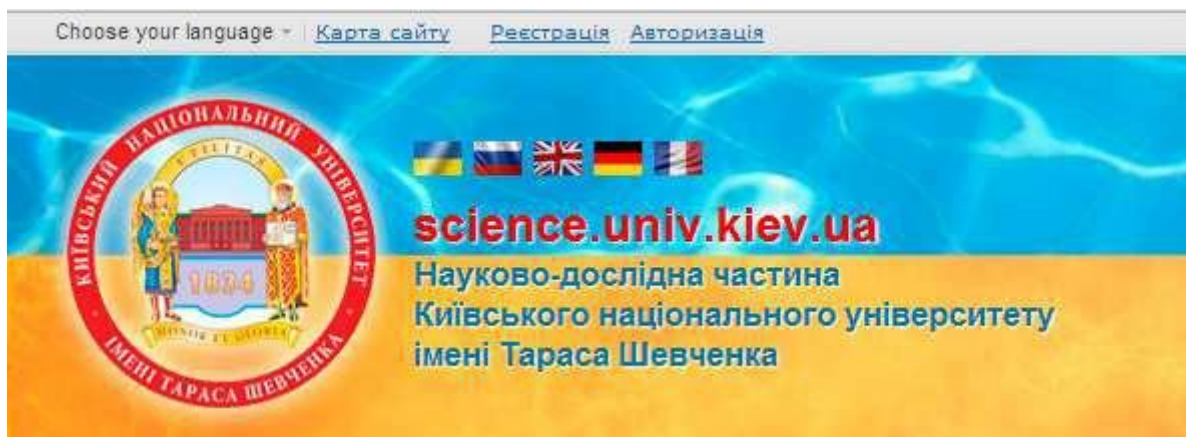 Choose your language Карта сайту Реєстрація Авторизація
КИЇВСЬКИЙ НАЦІОНАЛЬНИЙ УНІВЕРСИТЕТ
ІМЕНІ ТАРАСА ШЕВЧЕНКА
UTILITAS
1834
HONOR ET GLORIA
science.univ.kiev.ua
Науково-дослідна частина
Київського національного університету
імені Тараса Шевченка